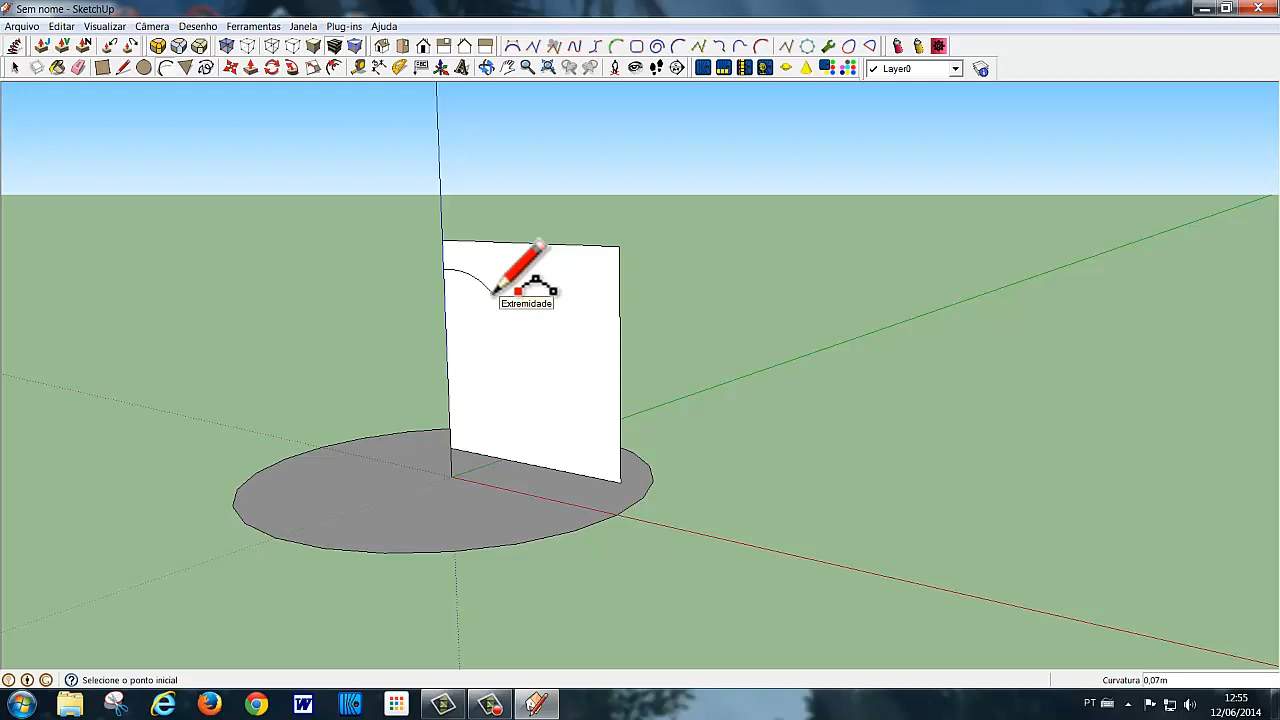 Sem nome - SketchUp
Arquivo Editar Visualizar Câmera Desenho Ferramentas Janela Plug-ins Ajuda
Layer0
Extremidade
Selecione o ponto inicial
Curvatura 0,07m
PT
12:55
12/06/2014